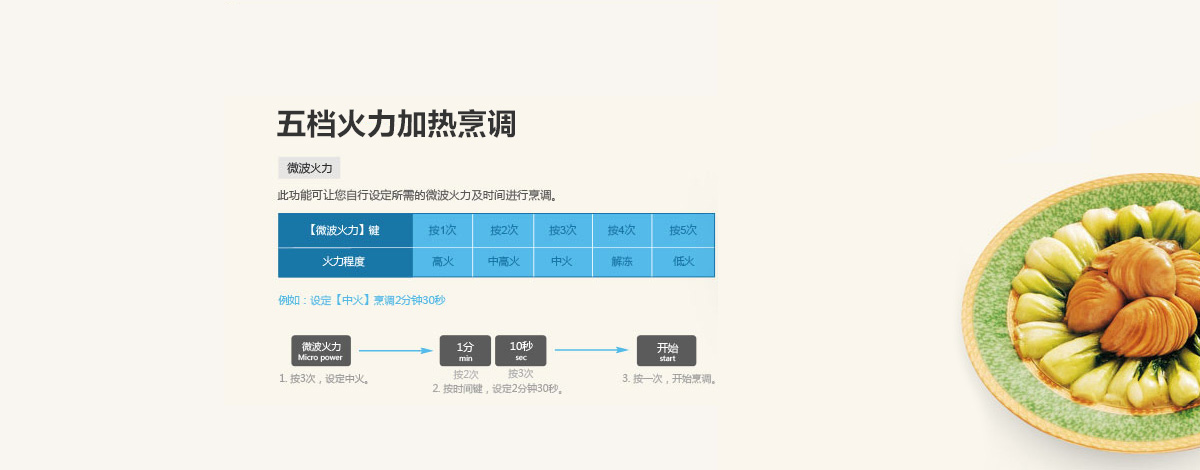 五档火力加热烹调
微波火力
此功能可让您自行设定所需的微波火力及时间进行烹调。
【微波火力】键 按1次 按2次 按3次 按4次 按5次
火力程度 高火 中高火 中火 解冻 低火
例如：设定【中火】烹调2分钟30秒
微波火力 1分 10秒 开始
Micro power min sec start
按2次 按3次
1. 按3次，设定中火。 2. 按时间键，设定2分钟30秒。 3. 按一次，开始烹调。